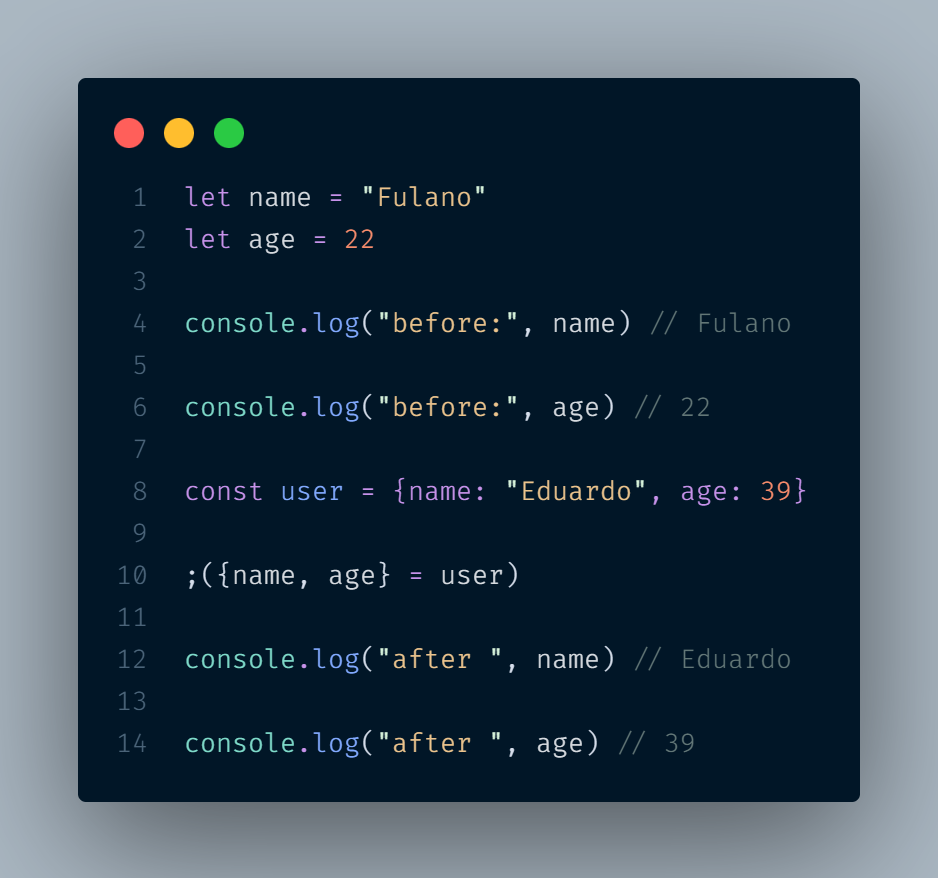 1 let name = "Fulano"
2 let age = 22
3
4 console.log("before:", name) // Fulano
5
6 console.log("before:", age) // 22
7
8 const user = {name: "Eduardo", age: 39}
9
10 ;({name, age} = user)
11
12 console.log("after ", name) // Eduardo
13
14 console.log("after ", age) // 39